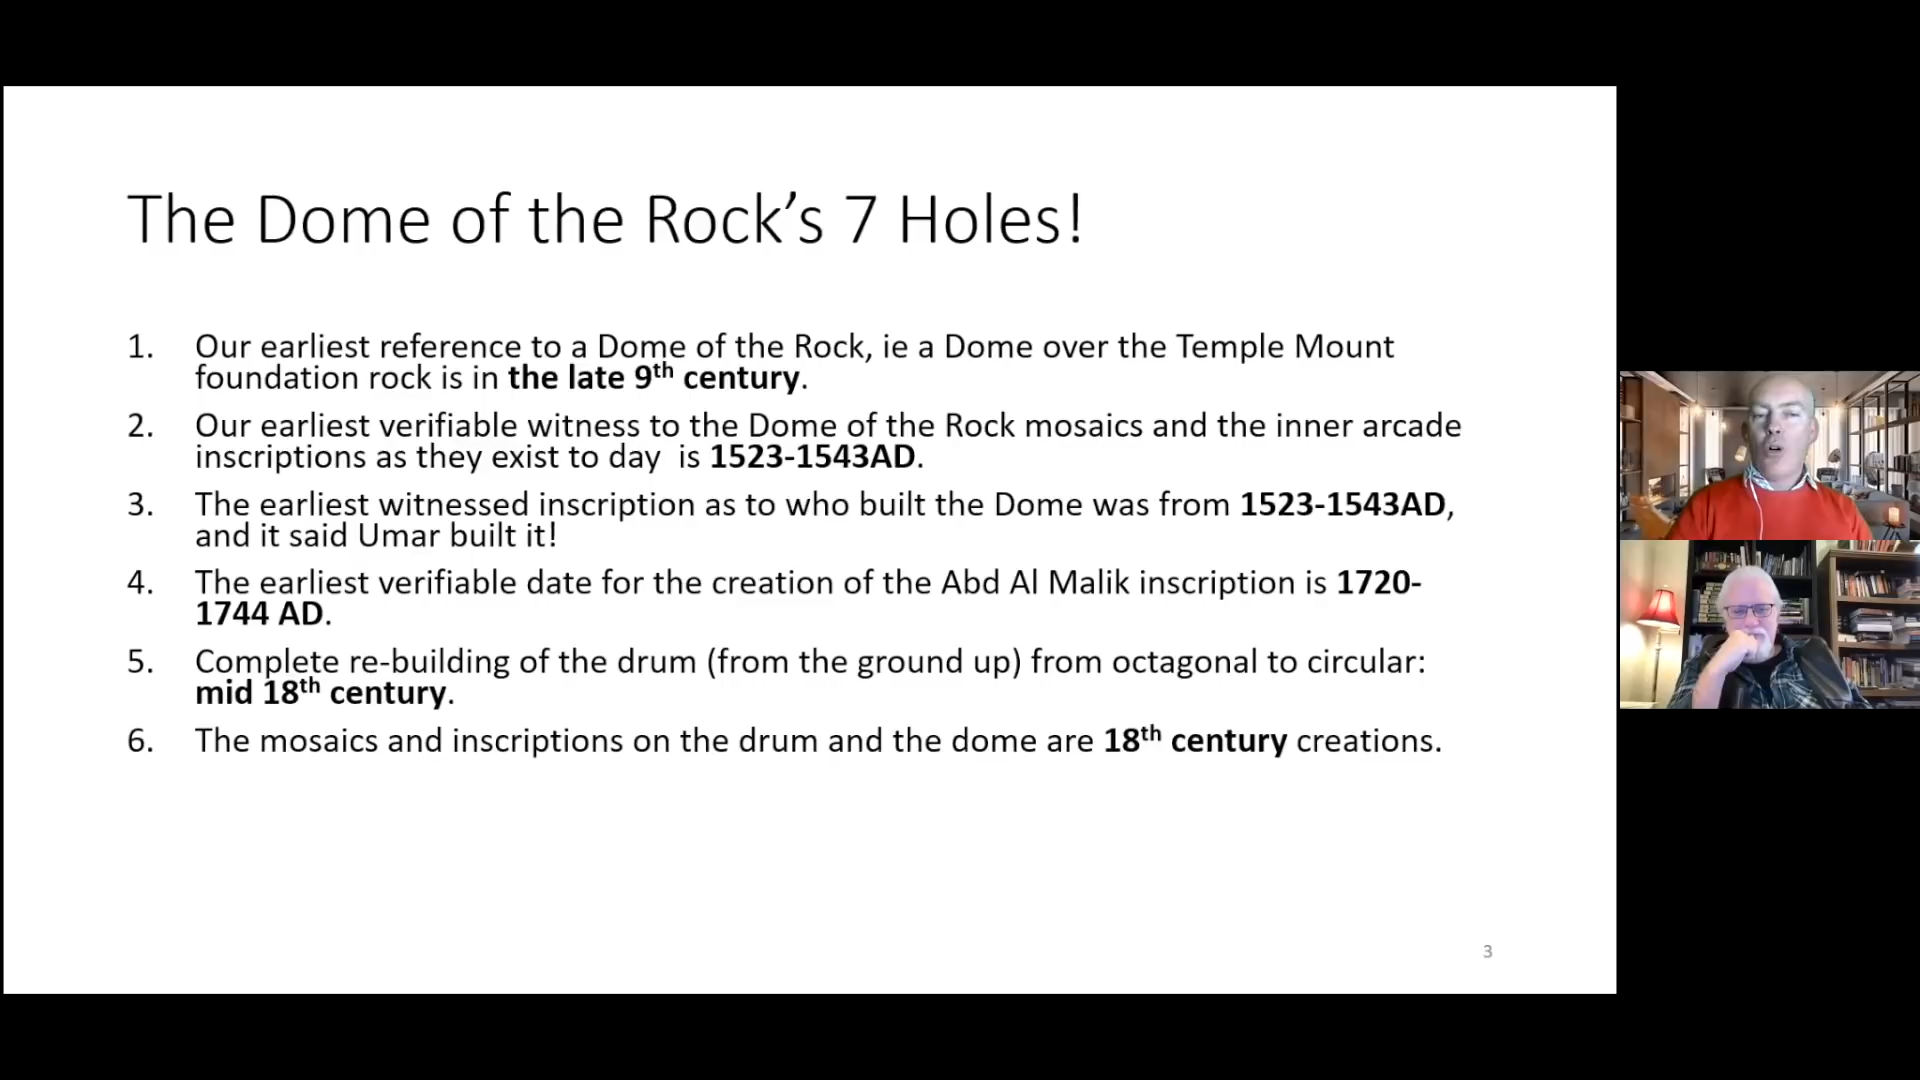 The Dome of the Rock’s 7 Holes!
1. Our earliest reference to a Dome of the Rock, ie a Dome over the Temple Mount
foundation rock is in the late 9th century.
2. Our earliest verifiable witness to the Dome of the Rock mosaics and the inner arcade
inscriptions as they exist to day is 1523-1543AD.
3. The earliest witnessed inscription as to who built the Dome was from 1523-1543AD,
and it said Umar built it!
4. The earliest verifiable date for the creation of the Abd Al Malik inscription is 1720-
1744 AD.
5. Complete re-building of the drum (from the ground up) from octagonal to circular:
mid 18th century.
6. The mosaics and inscriptions on the drum and the dome are 18th century creations.
3